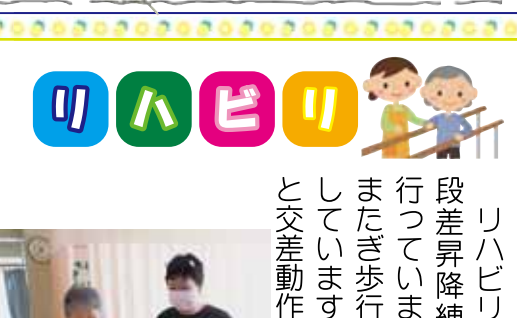 リハビリ
リハビリ
段差昇降練
行っていま
またぎ歩行
しています
と交差動作